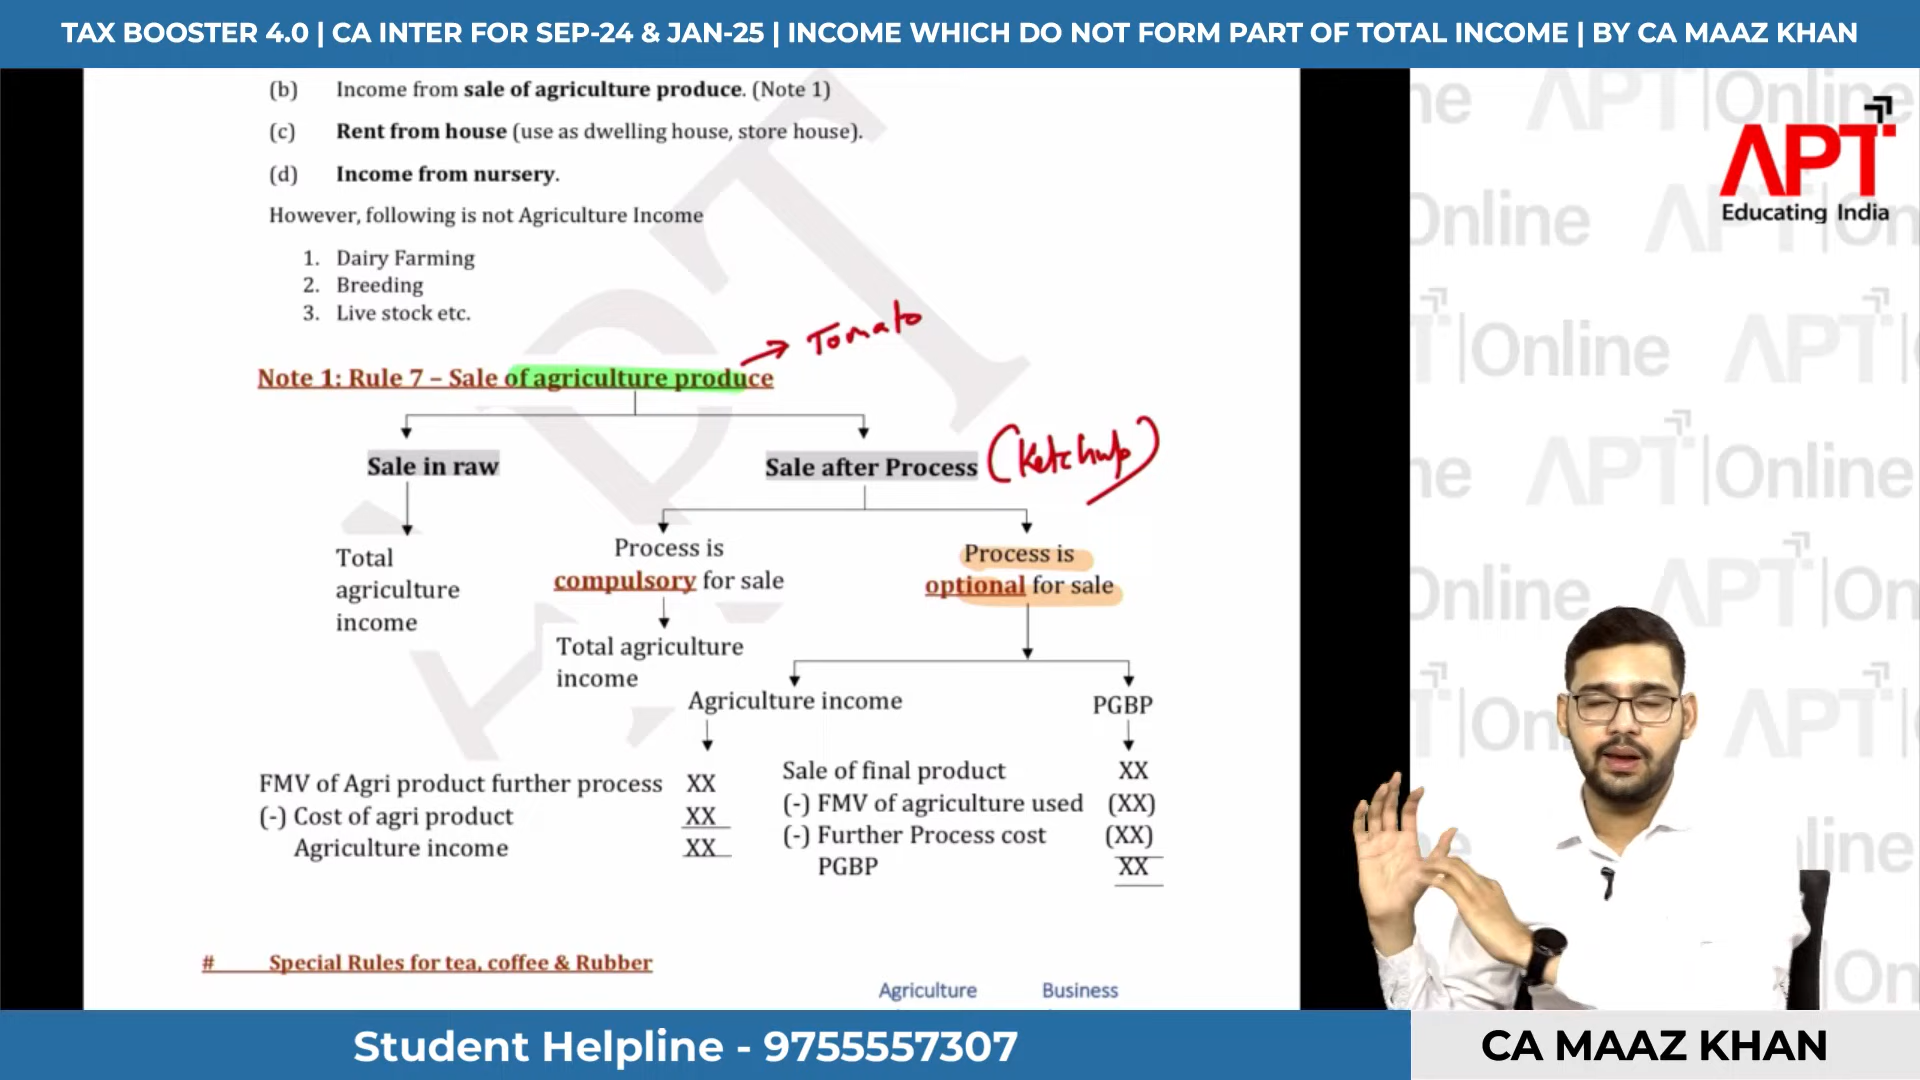 TAX BOOSTER 4.0 | CA INTER FOR SEP-24 & JAN-25 | INCOME WHICH DO NOT FORM PART OF TOTAL INCOME | BY CA MAAZ KHAN
(b) Income from sale of agriculture produce. (Note 1)
(c) Rent from house (use as dwelling house, store house).
(d) Income from nursery.
However, following is not Agriculture Income
1. Dairy Farming
2. Breeding
3. Live stock etc.
Tomato
Note 1: Rule 7 – Sale of agriculture produce
Sale in raw
Sale after Process
(Ketchup)
Total
agriculture
income
Process is
compulsory for sale
Total agriculture
income
Process is
optional for sale
Agriculture income
PGBP
FMV of Agri product further process XX
(-) Cost of agri product XX
Agriculture income XX
Sale of final product XX
(-) FMV of agriculture used (XX)
(-) Further Process cost (XX)
PGBP XX
# Special Rules for tea, coffee & Rubber
Agriculture Business
APT
Educating India
APT|Online
Student Helpline - 9755557307
CA MAAZ KHAN